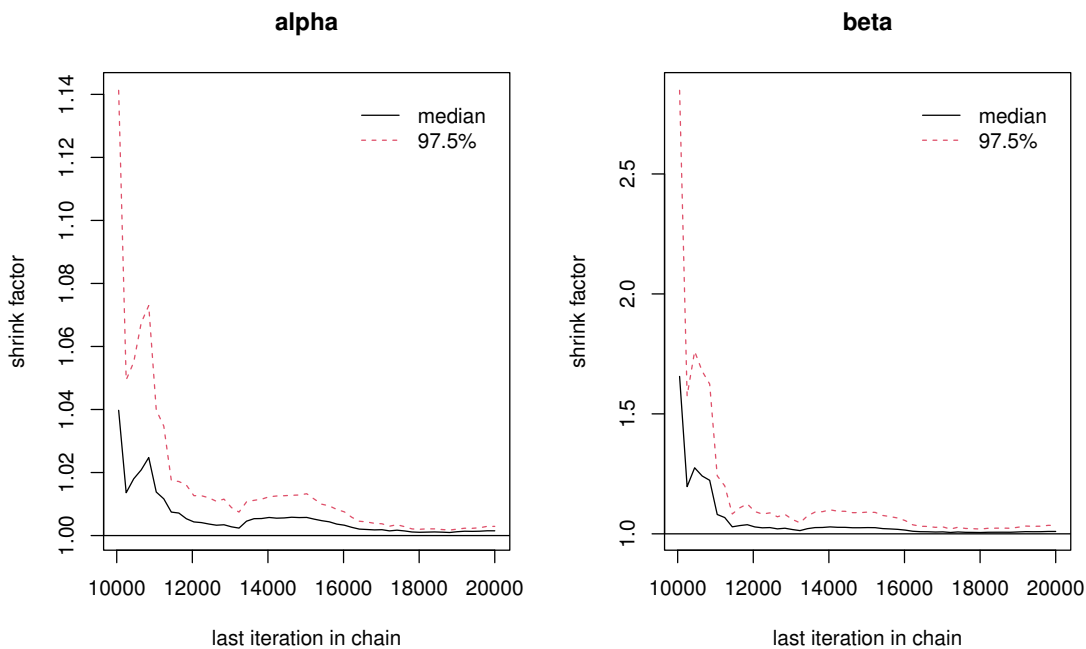 alpha
shrink factor
1.14
1.12
1.10
1.08
1.06
1.04
1.02
1.00
median
97.5%
10000 12000 14000 16000 18000 20000
last iteration in chain
beta
shrink factor
2.5
2.0
1.5
1.0
median
97.5%
10000 12000 14000 16000 18000 20000
last iteration in chain